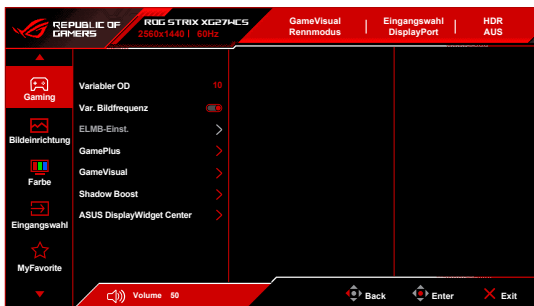 REPUBLIC OF
GAMERS
ROG STRIX XG27WCS
2560x1440 | 60Hz
GameVisual
Rennmodus
Eingangswahl
DisplayPort
HDR
AUS
Gaming
Bildeinrichtung
Farbe
Eingangswahl
MyFavorite
Variabler OD 10
Var. Bildfrequenz
ELMB-Einst.
GamePlus
GameVisual
Shadow Boost
ASUS DisplayWidget Center
Volume 50
Back
Enter
Exit